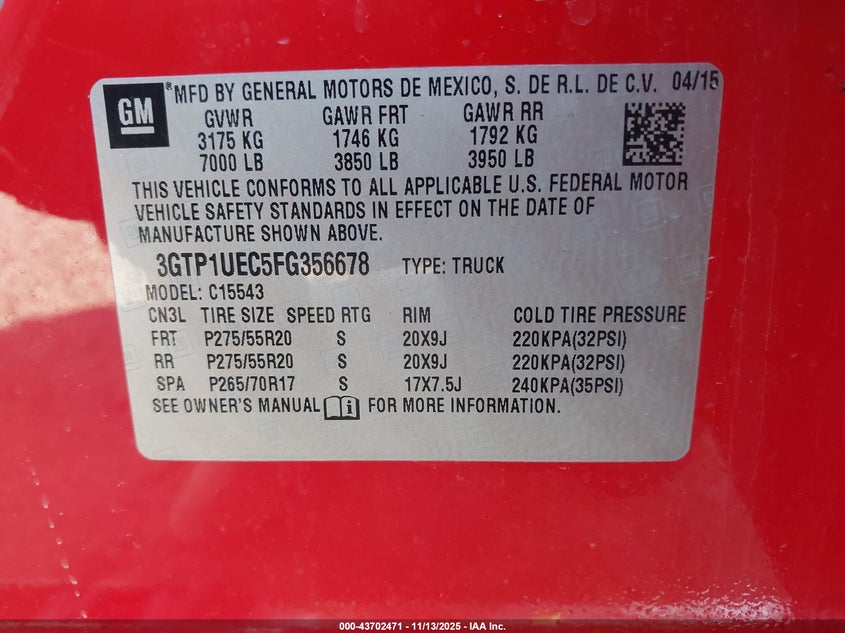 GM ® MFD BY GENERAL MOTORS DE MEXICO, S. DE R.L. DE C.V. 04/15
GVWR GAWR FRT GAWR RR
3175 KG 1746 KG 1792 KG
7000 LB 3850 LB 3950 LB
THIS VEHICLE CONFORMS TO ALL APPLICABLE U.S. FEDERAL MOTOR
VEHICLE SAFETY STANDARDS IN EFFECT ON THE DATE OF
MANUFACTURE SHOWN ABOVE.
3GTP1UEC5FG356678 TYPE: TRUCK
MODEL: C15543
CN3L TIRE SIZE SPEED RTG RIM COLD TIRE PRESSURE
FRT P275/55R20 S 20X9J 220KPA(32PSI)
RR P275/55R20 S 20X9J 220KPA(32PSI)
SPA P265/70R17 S 17X7.5J 240KPA(35PSI)
SEE OWNER'S MANUAL i FOR MORE INFORMATION.
000-43702471 - 11/13/2025 - IAA Inc.